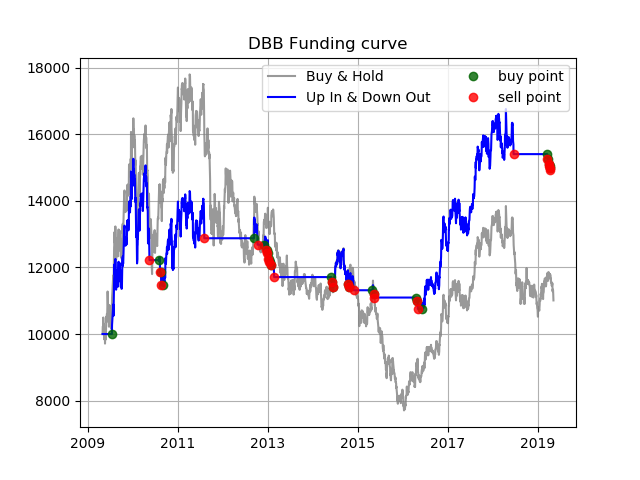 DBB Funding curve
Buy & Hold
Up In & Down Out
buy point
sell point
18000
16000
14000
12000
10000
8000
2009
2011
2013
2015
2017
2019